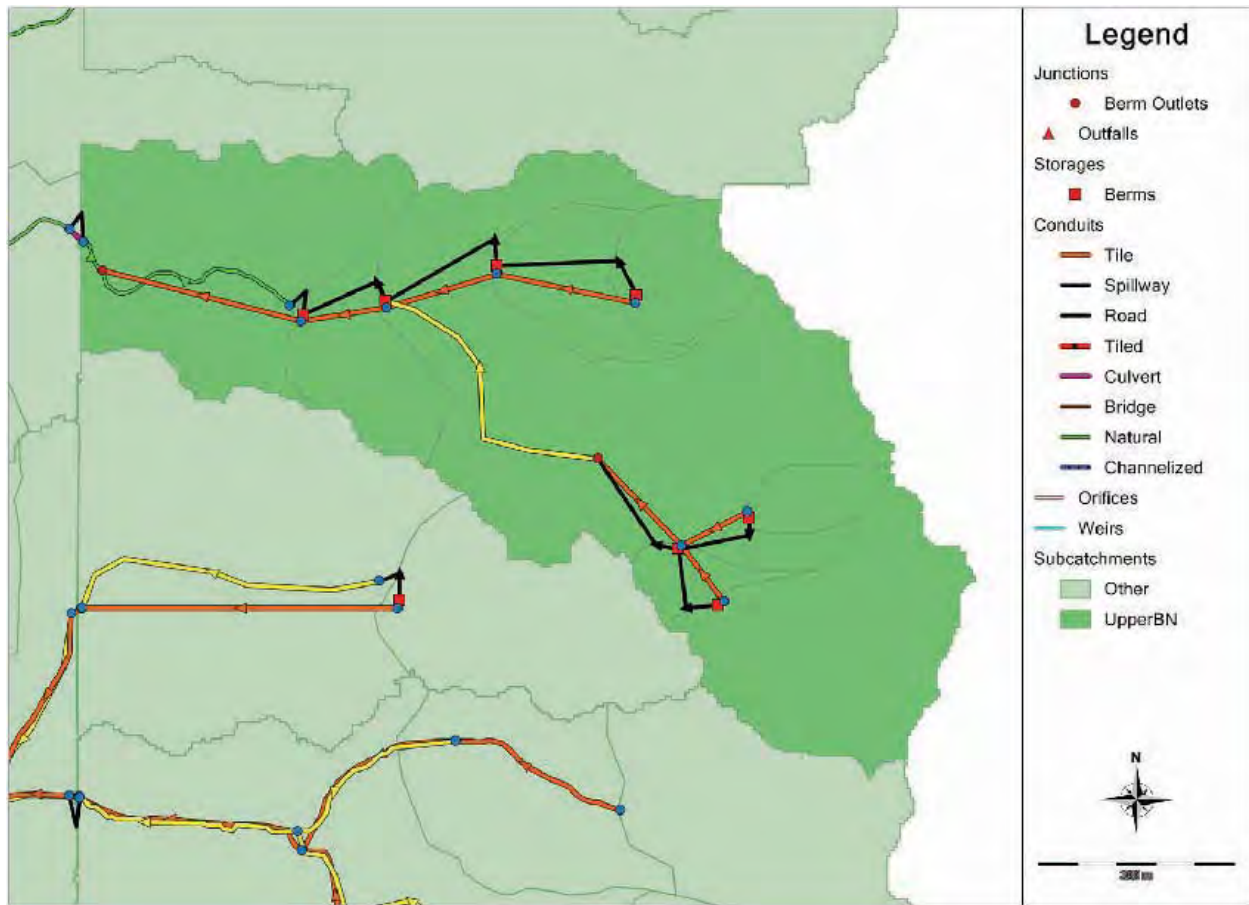 Legend
Junctions
Berm Outlets
Outfalls
Storages
Berms
Conduits
Tile
Spillway
Road
Tiled
Culvert
Bridge
Natural
Channelized
Orifices
Weirs
Subcatchments
Other
UpperBN
N